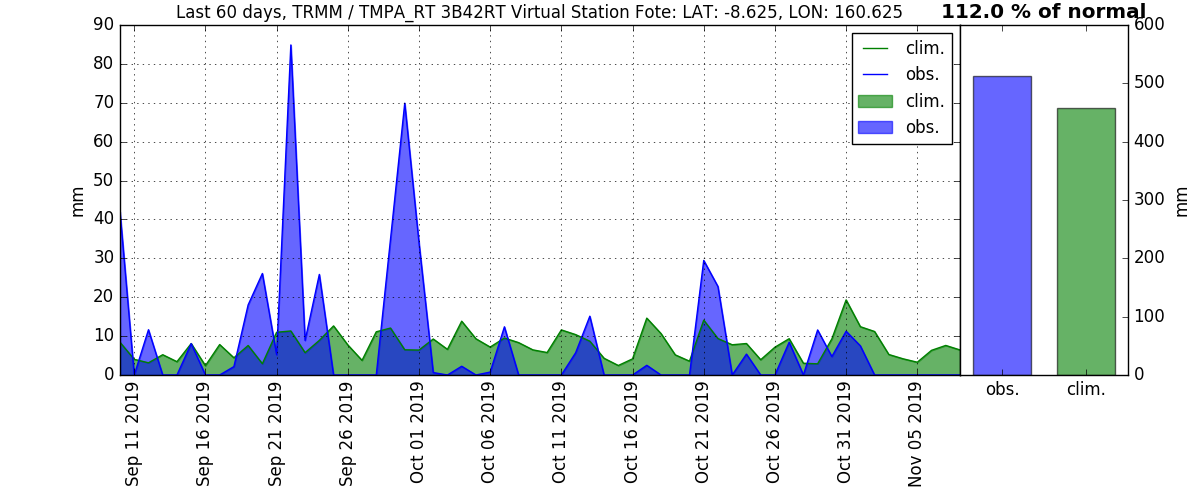 Last 60 days, TRMM / TMPA_RT 3B42RT Virtual Station Fote: LAT: -8.625, LON: 160.625
112.0 % of normal
mm
90
80
70
60
50
40
30
20
10
0
clim.
obs.
clim.
obs.
600
500
400
300
200
100
0
mm
Sep 11 2019
Sep 16 2019
Sep 21 2019
Sep 26 2019
Oct 01 2019
Oct 06 2019
Oct 11 2019
Oct 16 2019
Oct 21 2019
Oct 26 2019
Oct 31 2019
Nov 05 2019
obs.
clim.